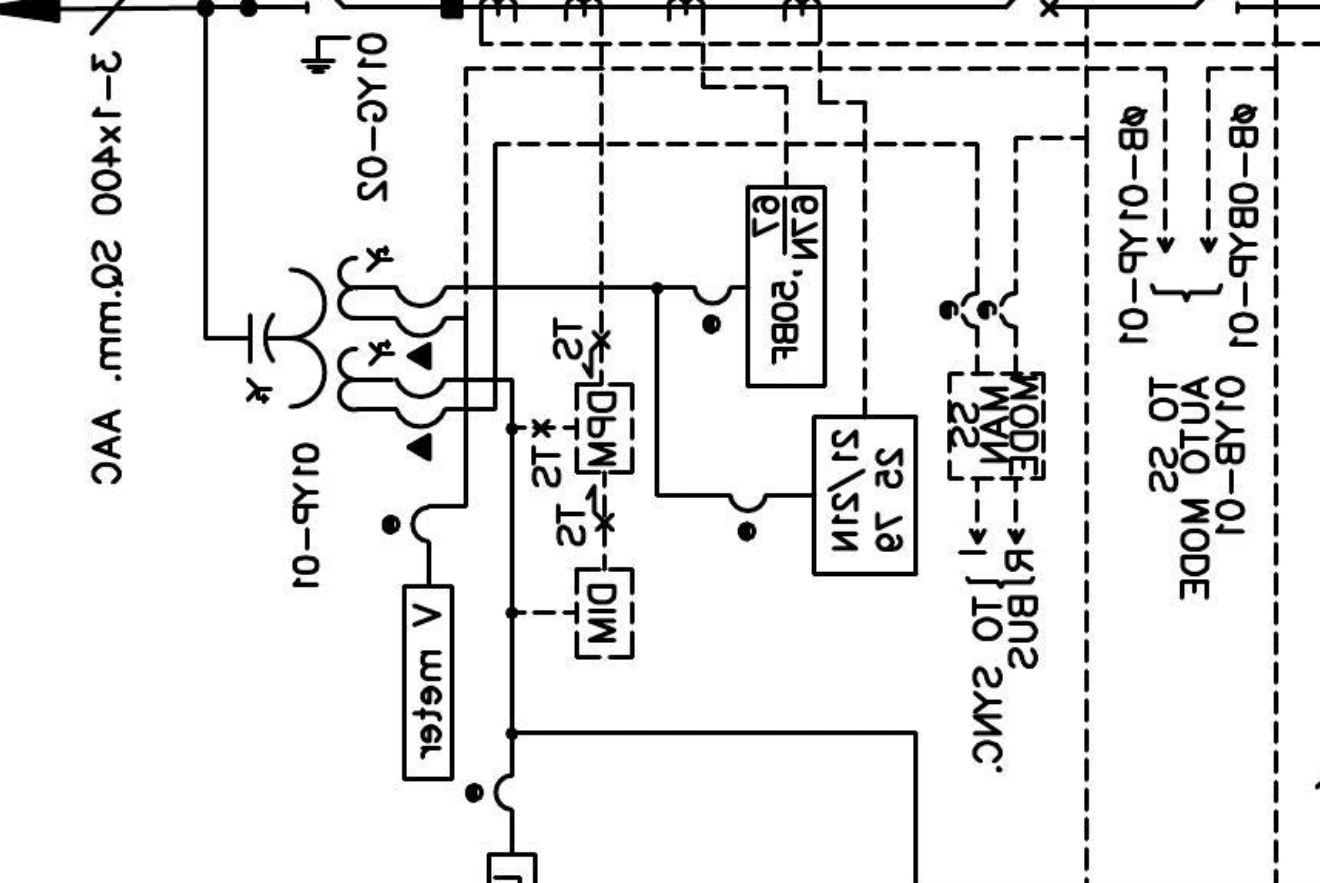 3-1x400 SQ.mm. AAC
01YP-01
01YG-02
V meter
TS
TS
TS
DPM
DIM
67
67N,50BF
21/21N
25 79
SS
MAN
MODE
TO SYNC.
R/BUS
ØB-01YP-01
ØB-0BYP-01
TO SS
AUTO MODE
01YB-01